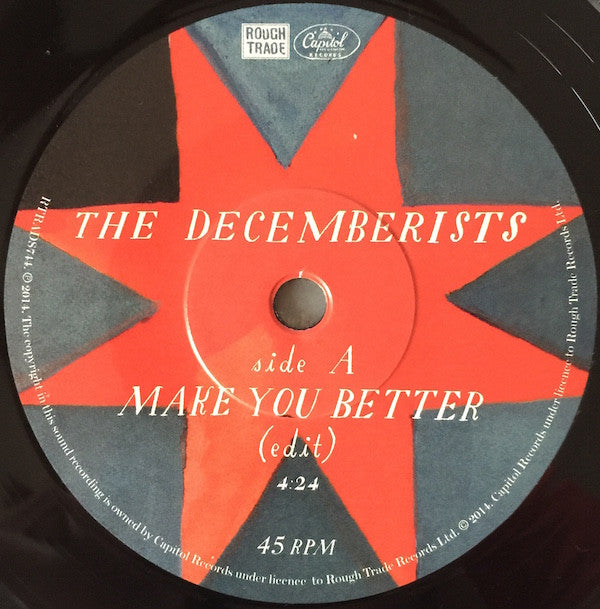 ROUGH
TRADE
Capitol
RECORDS
THE DECEMBERISTS
side A
MAKE YOU BETTER
(edit)
4:24
45 RPM
RTRADS744. ℗ 2014. The copyright in this sound recording is owned by Capitol Records under licence to Rough Trade Records Ltd. © 2014. Capitol Records under licence to Rough Trade Records Ltd.